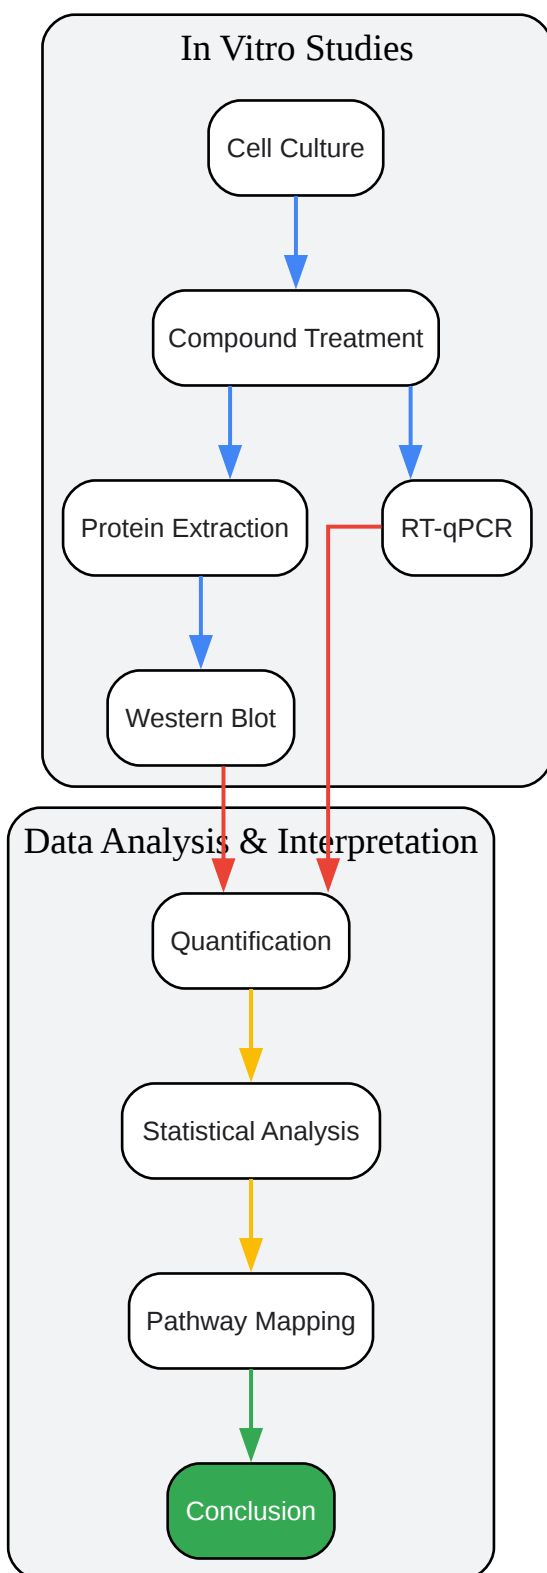 In Vitro Studies
Cell Culture
Compound Treatment
Protein Extraction
RT-qPCR
Western Blot
Data Analysis & Interpretation
Quantification
Statistical Analysis
Pathway Mapping
Conclusion